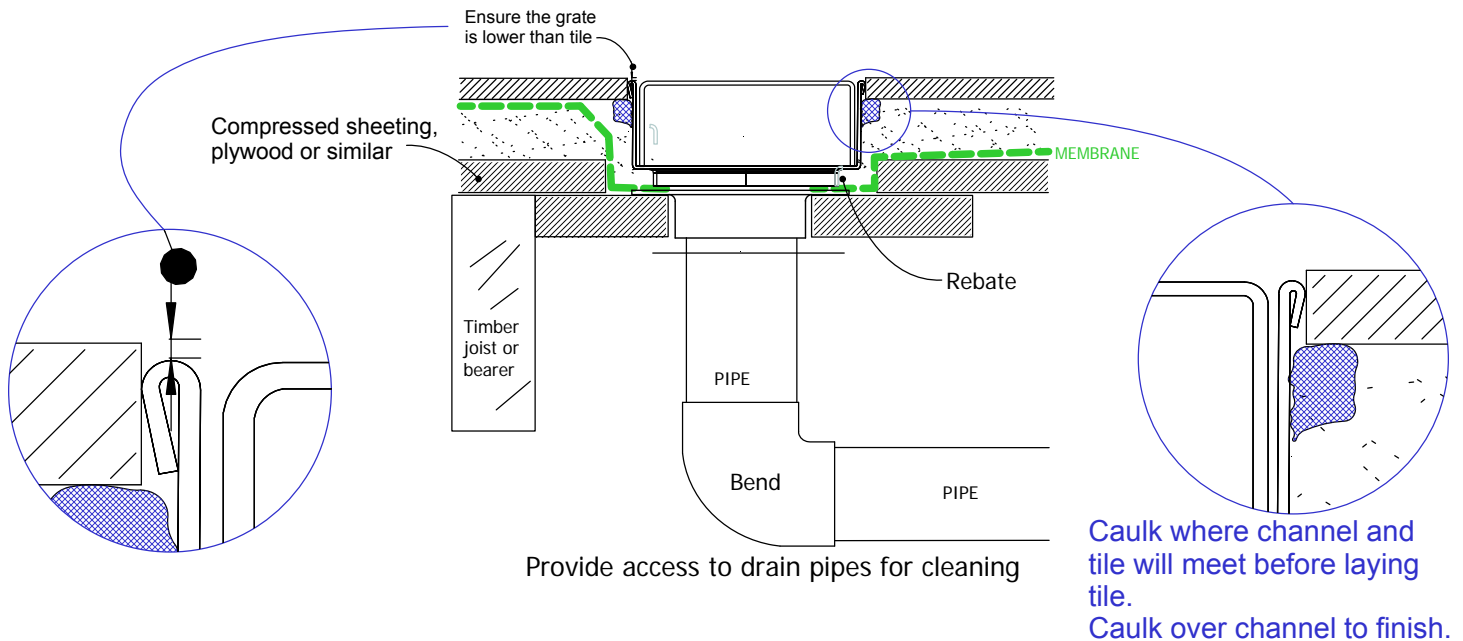 Ensure the grate
is lower than tile
Compressed sheeting,
plywood or similar
MEMBRANE
Rebate
Timber
joist or
bearer
PIPE
Bend
PIPE
Provide access to drain pipes for cleaning
Caulk where channel and
tile will meet before laying
tile.
Caulk over channel to finish.